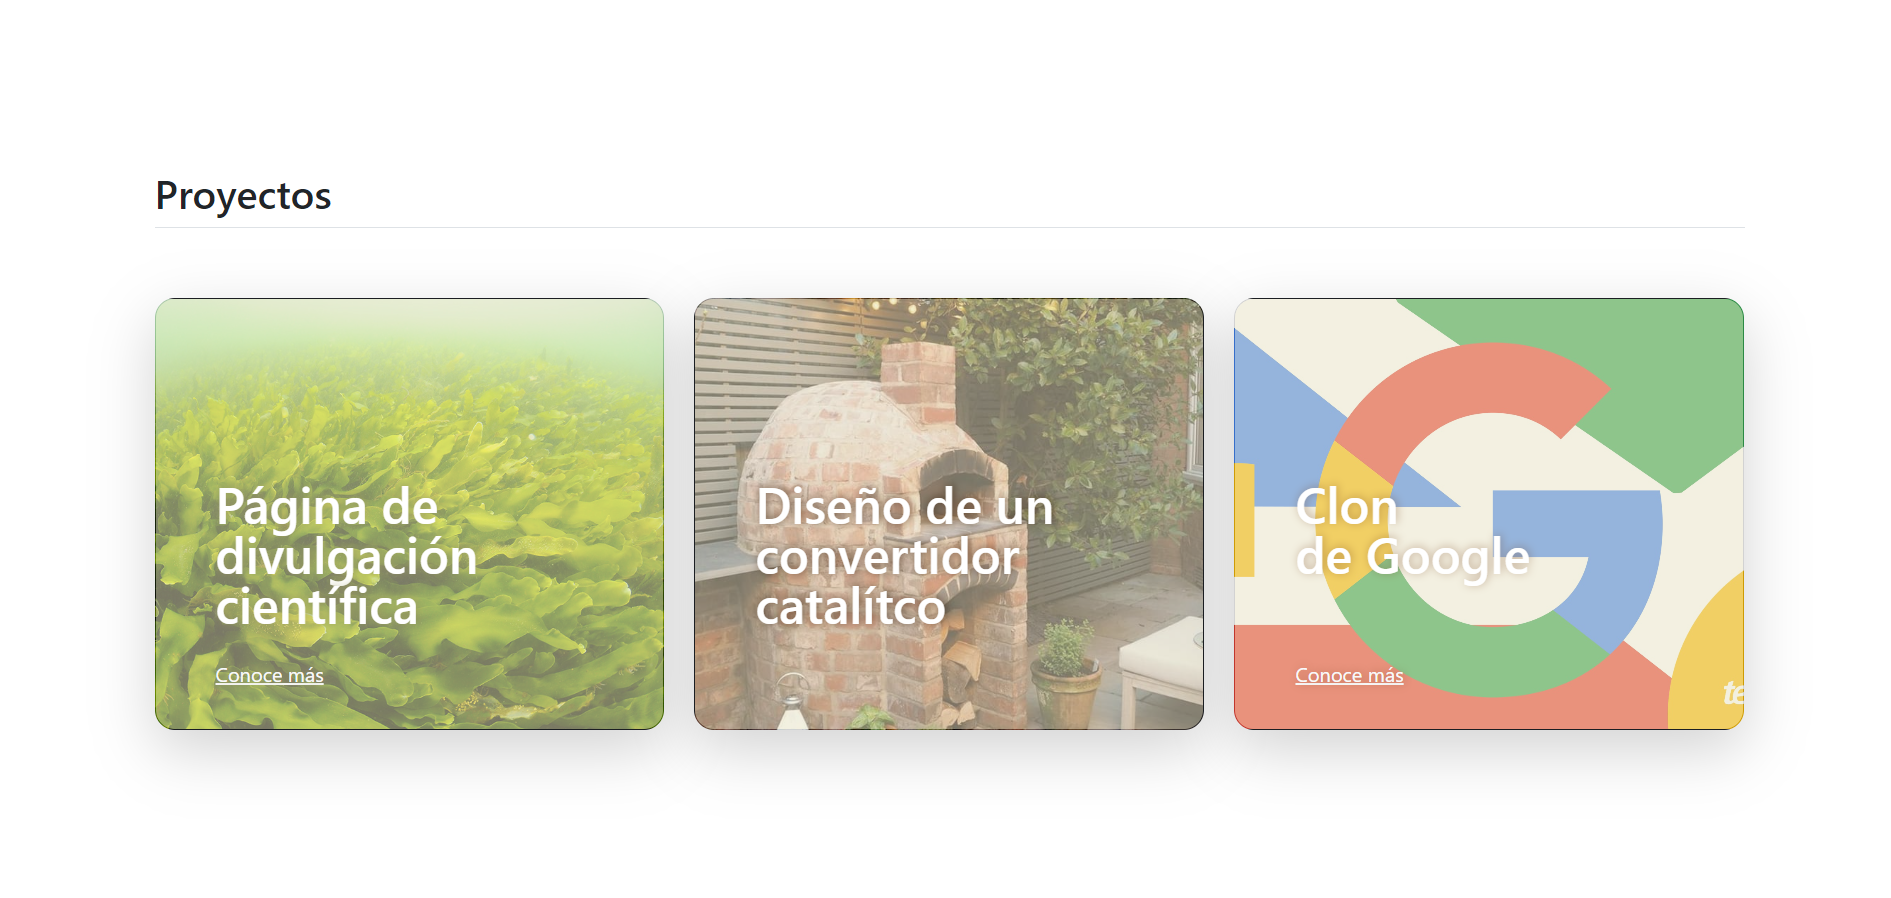 Proyectos
Página de
divulgación
científica
Conoce más
Diseño de un
convertidor
catalítco
Clon
de Google
Conoce más
te